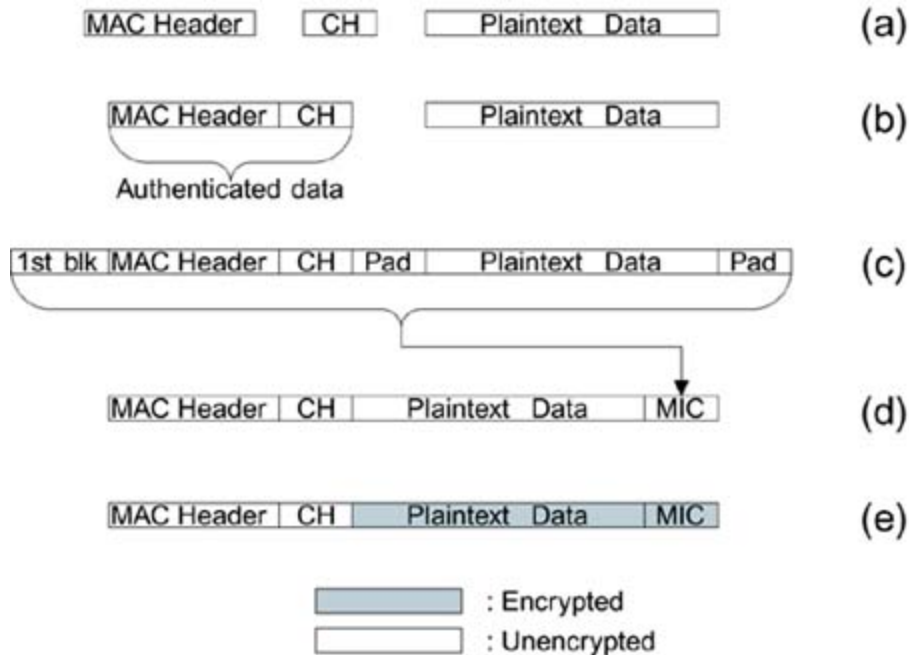 MAC Header CH Plaintext Data (a)
MAC Header CH Plaintext Data (b)
Authenticated data
1st blk MAC Header CH Pad Plaintext Data Pad (c)
MAC Header CH Plaintext Data MIC (d)
MAC Header CH Plaintext Data MIC (e)
: Encrypted
: Unencrypted